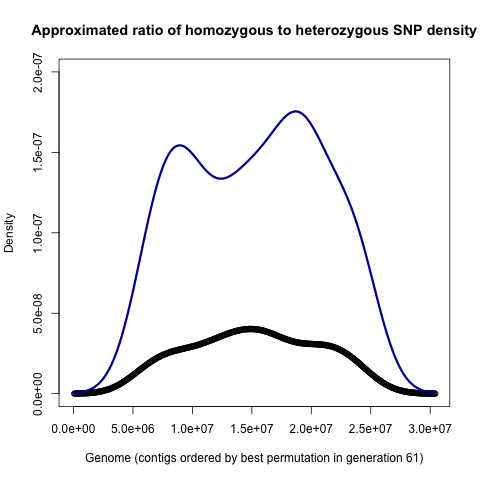 Approximated ratio of homozygous to heterozygous SNP density
Density
2.0e-07
1.5e-07
1.0e-07
5.0e-08
0.0e+00
0.0e+00 5.0e+06 1.0e+07 1.5e+07 2.0e+07 2.5e+07 3.0e+07
Genome (contigs ordered by best permutation in generation 61)